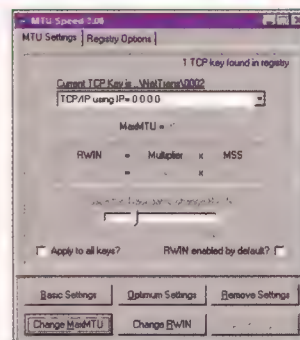 MTU-Speed 3.06
MTU Settings Registry Options
1 TCP key found in registry
Current TCP Key is ..\NetTrans\0002
TCP/IP using IP= 0 0 0 0
MaxMTU =
RWIN = Multiplier x MSS
= x
Apply to all keys? RWIN enabled by default?
Basic Settings Optimum Settings Remove Settings
Change MaxMTU Change RWIN